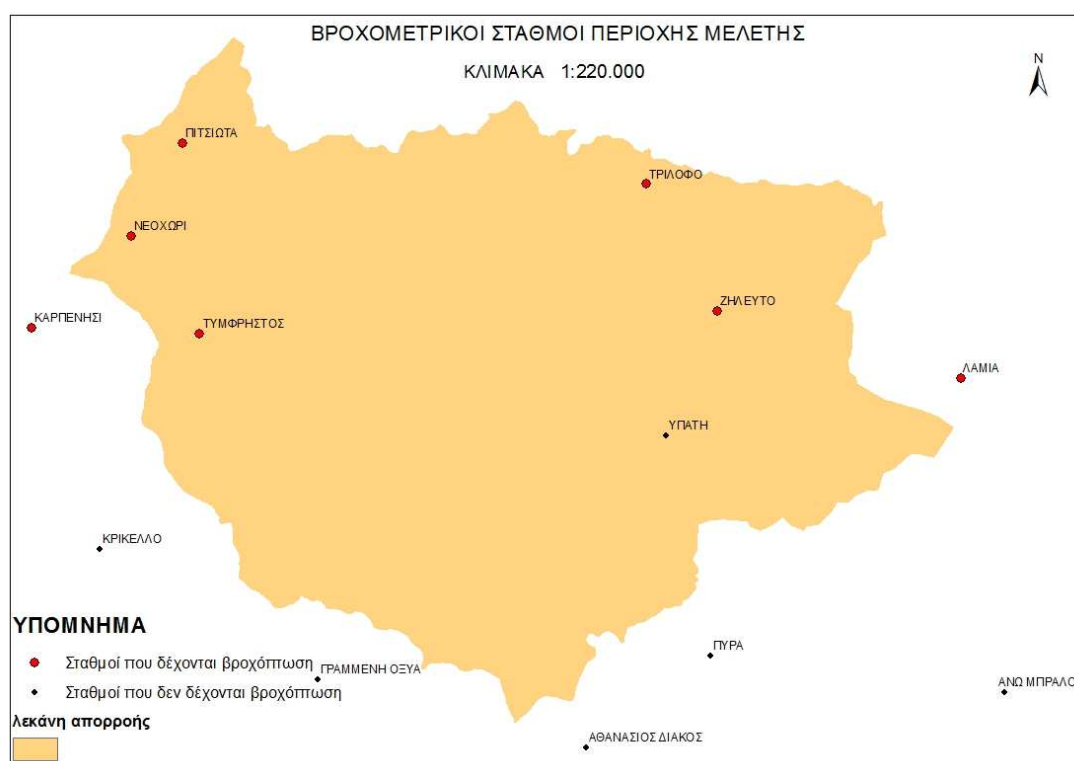 ΒΡΟΧΟΜΕΤΡΙΚΟΙ ΣΤΑΘΜΟΙ ΠΕΡΙΟΧΗΣ ΜΕΛΕΤΗΣ
ΚΛΙΜΑΚΑ 1:220.000
N
ΠΙΤΣΙΩΤΑ
ΤΡΙΛΟΦΟ
ΝΕΟΧΩΡΙ
ΖΗΛΕΥΤΟ
ΚΑΡΠΕΝΗΣΙ
ΤΥΜΦΡΗΣΤΟΣ
ΛΑΜΙΑ
ΥΠΑΤΗ
ΚΡΙΚΕΛΛΟ
ΥΠΟΜΝΗΜΑ
Σταθμοί που δέχονται βροχόπτωση
Σταθμοί που δεν δέχονται βροχόπτωση
λεκάνη απορροής
ΓΡΑΜΜΕΝΗ ΟΞΥΑ
ΠΥΡΑ
ΑΝΩ ΜΠΡΑΛΟ
ΑΘΑΝΑΣΙΟΣ ΔΙΑΚΟΣ